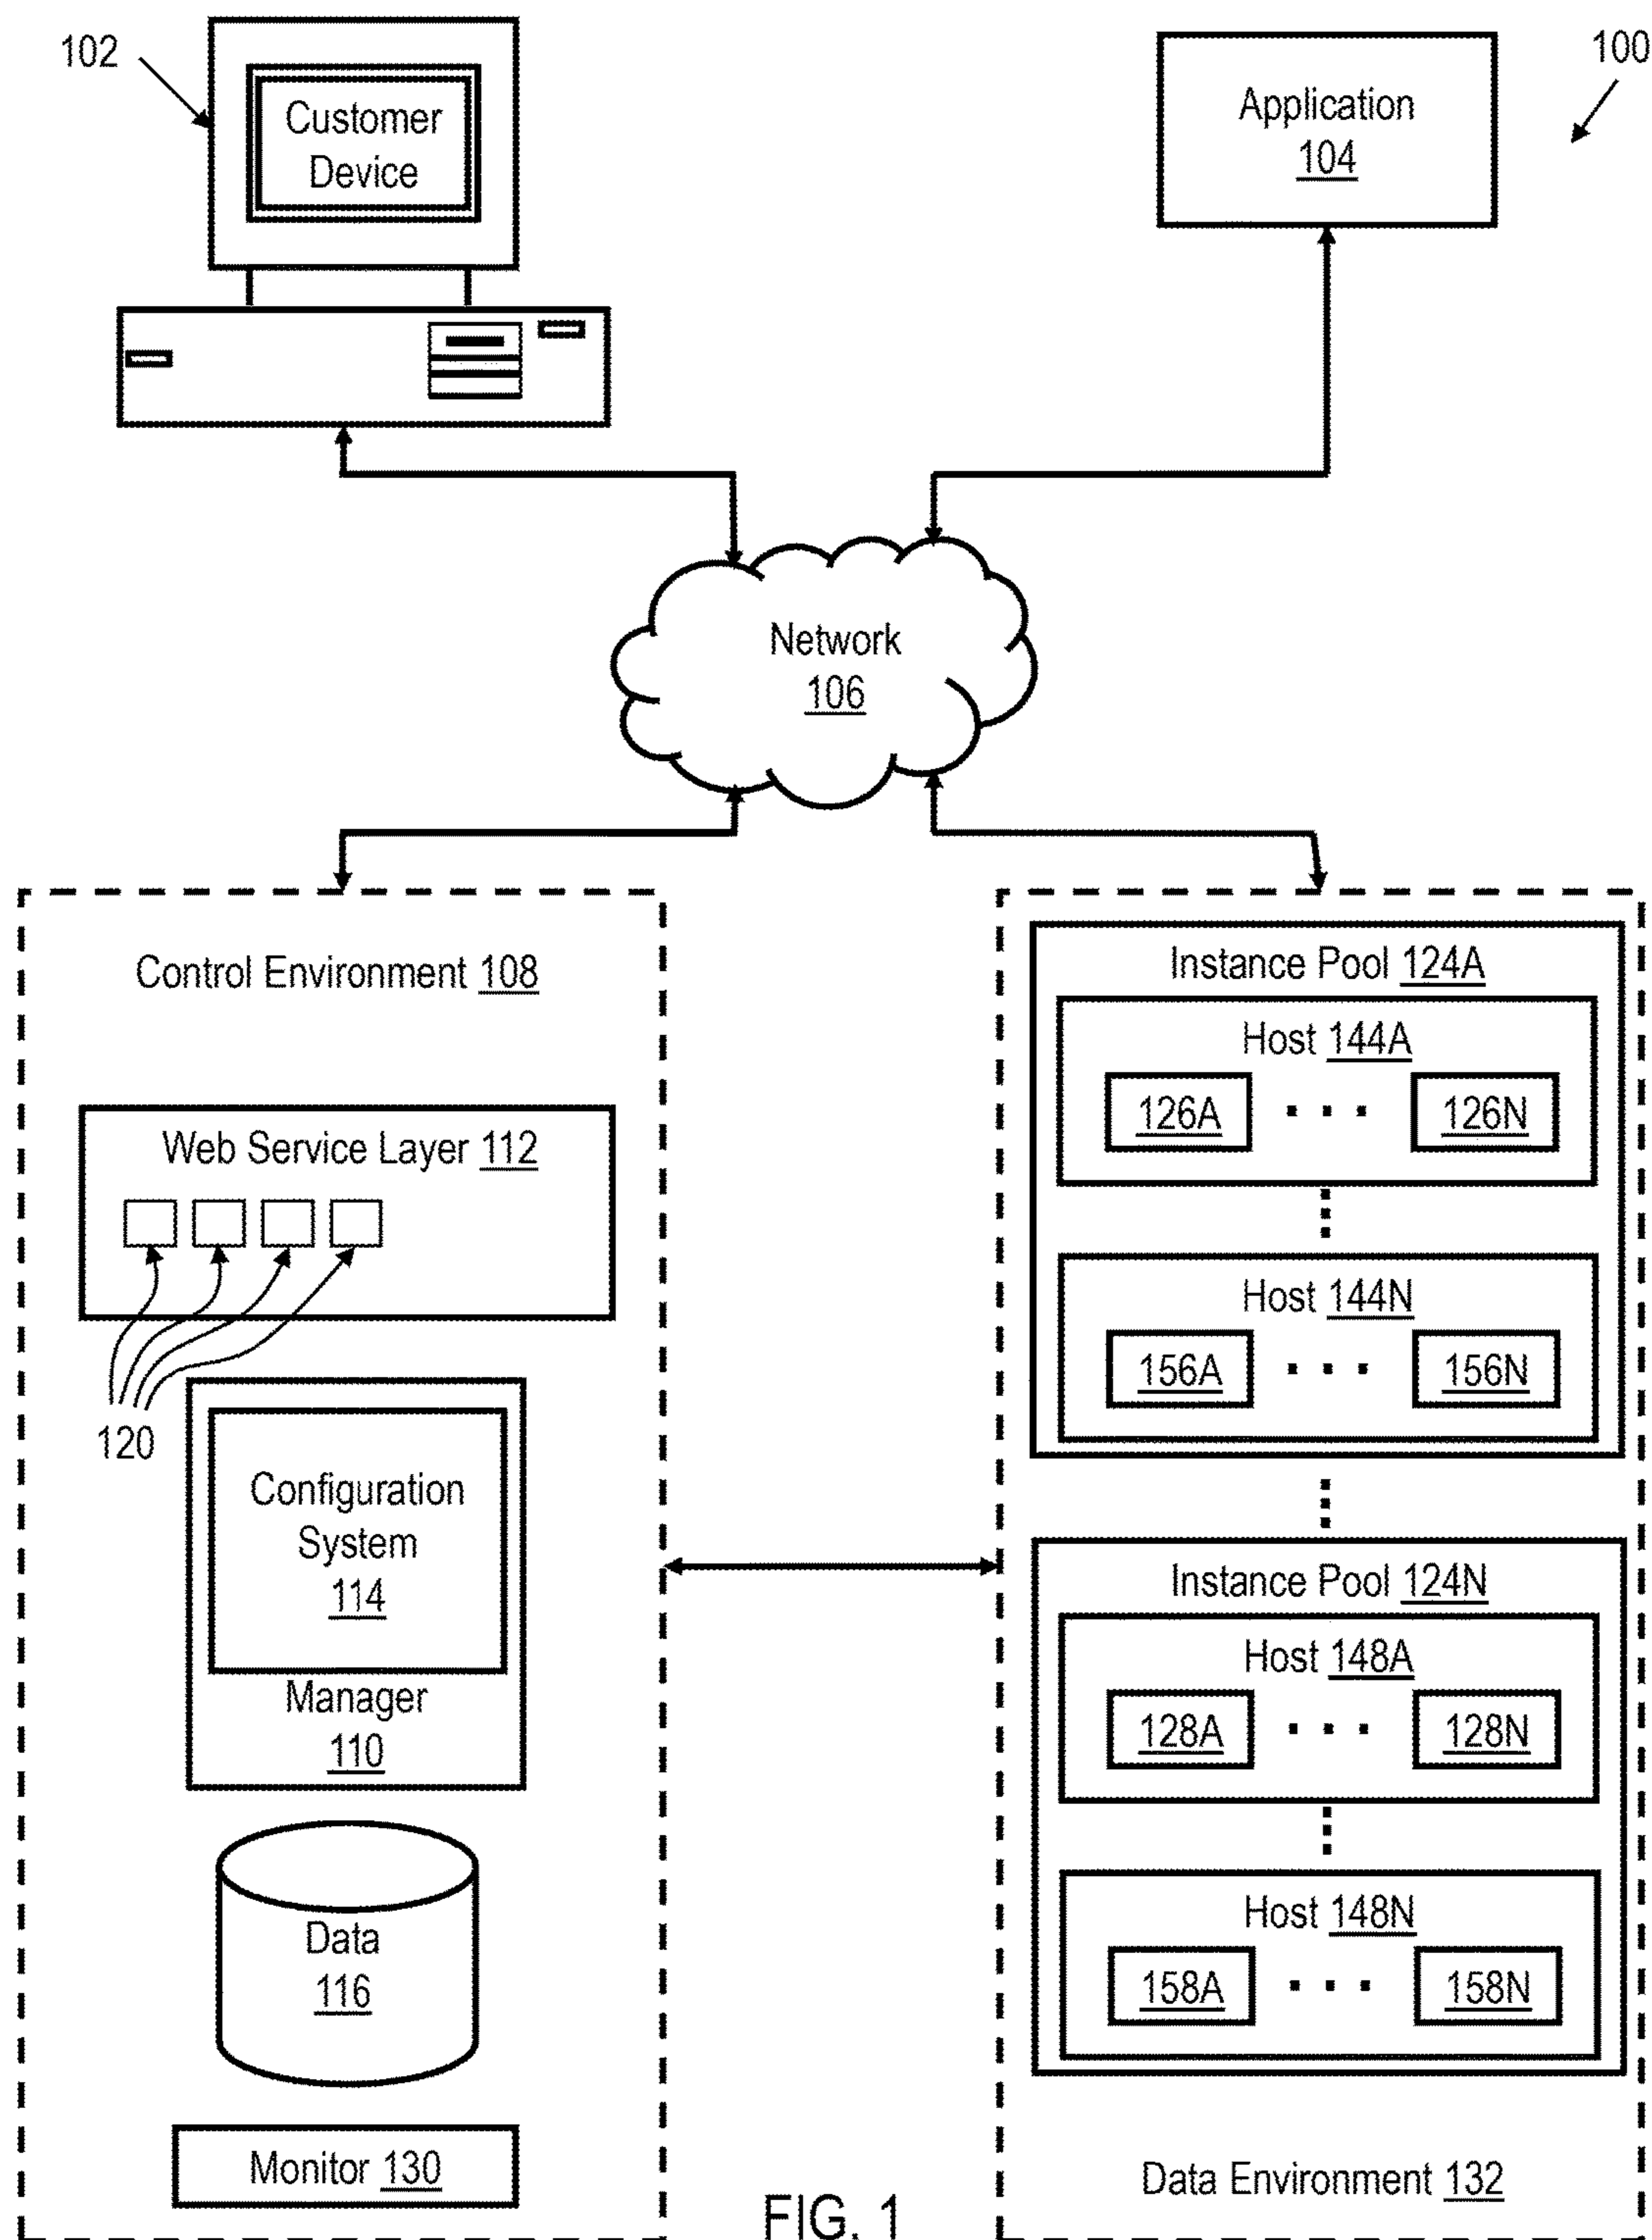 102
Customer
Device
Application
104
100
Network
106
Control Environment 108
Web Service Layer 112
120
Configuration
System
114
Manager
110
Data
116
Monitor 130
Instance Pool 124A
Host 144A
126A ... 126N
Host 144N
156A ... 156N
Instance Pool 124N
Host 148A
128A ... 128N
Host 148N
158A ... 158N
Data Environment 132
FIG. 1